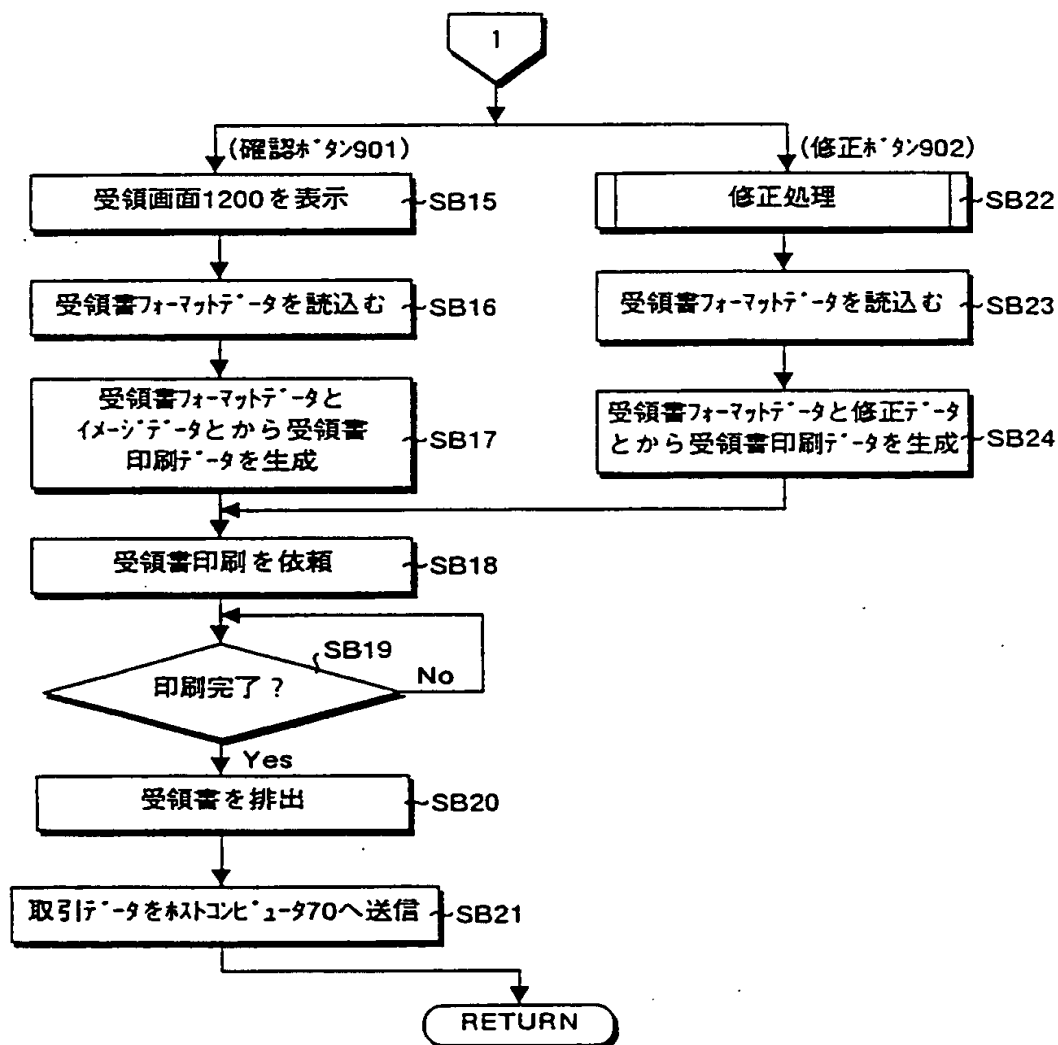 1
(確認ボタン901)
(修正ボタン902)
受領画面1200を表示
SB15
修正処理
SB22
受領書フォーマットデータを読込む
SB16
受領書フォーマットデータを読込む
SB23
受領書フォーマットデータと
イメージデータとから受領書
印刷データを生成
SB17
受領書フォーマットデータと修正データ
とから受領書印刷データを生成
SB24
受領書印刷を依頼
SB18
SB19
印刷完了?
No
Yes
受領書を排出
SB20
取引データをホストコンピュータ70へ送信
SB21
RETURN